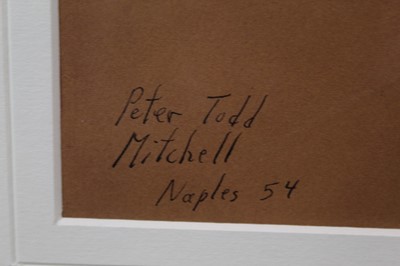 Peter Todd
Mitchell
Naples 54